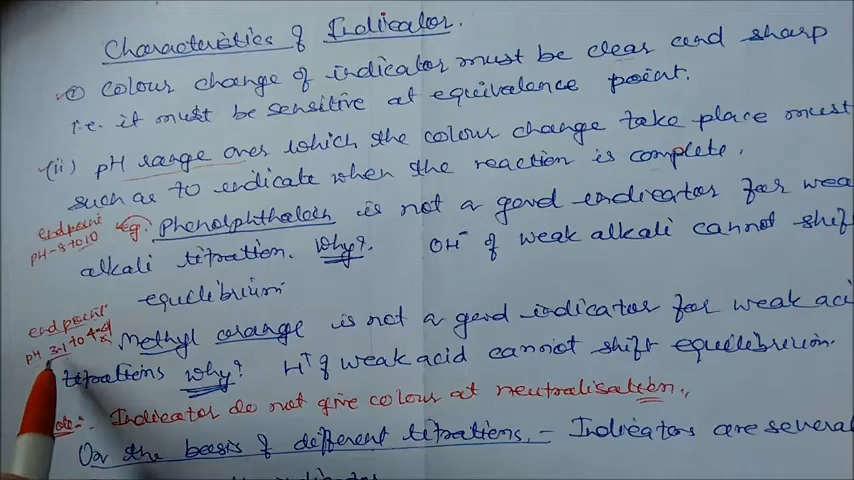 Characteristics of Indicator.
(i) Colour change of indicator must be clear and sharp
i.e. it must be sensitive at equivalence point.
(ii) pH range over which the colour change take place must
such as to indicate when the reaction is complete.
endpoint
pH-8 to 10
eg. Phenolphthalein is not a good indicator for wea
alkali titration. Why? OH⁻ of weak alkali cannot shift
equilibrium
endpoint
pH 3.1 to 4.4
Methyl orange is not a good indicator for weak aci
titrations why? H⁺ of weak acid cannot shift equilibrium.
Note:- Indicator do not give colour at neutralisation.
On the basis of different titrations. - Indicators are several